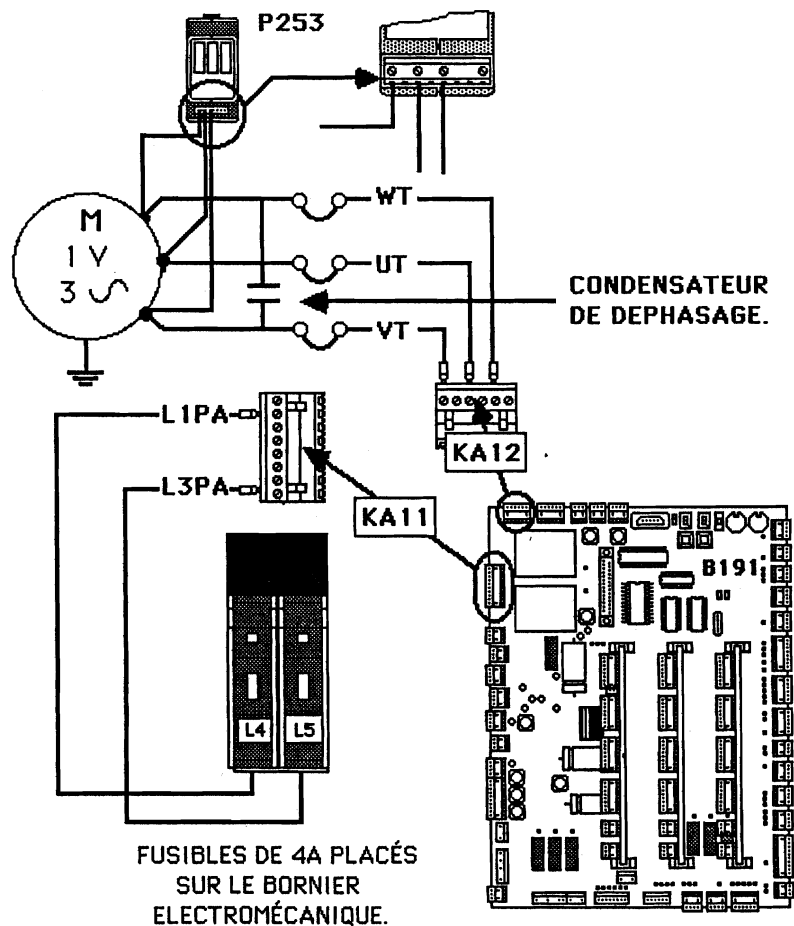 P253
WT
M
1 V
3
UT
CONDENSATEUR
DE DEPHASAGE.
VT
L1PA
KA12
L3PA
KA11
B191
L4
L5
FUSIBLES DE 4A PLACÉS
SUR LE BORNIER
ELECTROMÉCANIQUE.